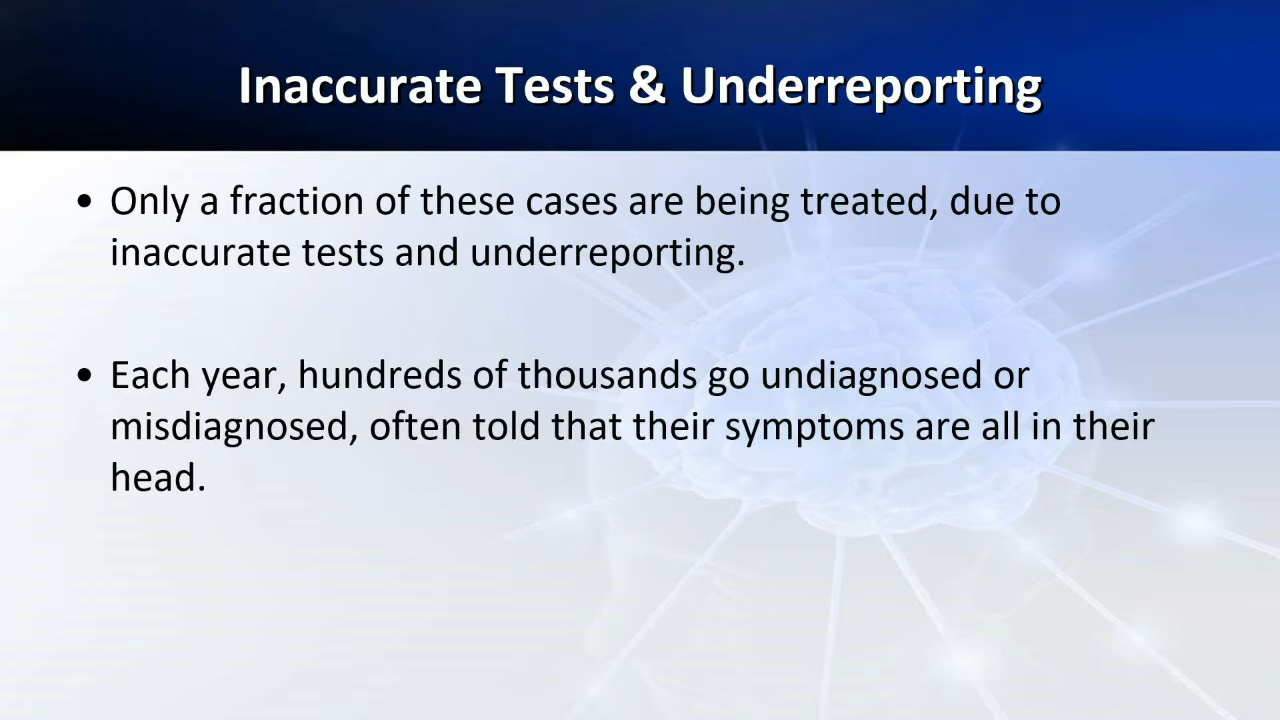 Inaccurate Tests & Underreporting
• Only a fraction of these cases are being treated, due to
inaccurate tests and underreporting.
• Each year, hundreds of thousands go undiagnosed or
misdiagnosed, often told that their symptoms are all in their
head.